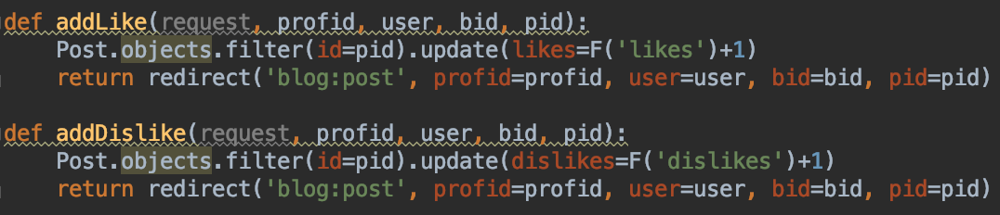 def addLike(request, profid, user, bid, pid):
    Post.objects.filter(id=pid).update(likes=F('likes')+1)
    return redirect('blog:post', profid=profid, user=user, bid=bid, pid=pid)
def addDislike(request, profid, user, bid, pid):
    Post.objects.filter(id=pid).update(dislikes=F('dislikes')+1)
    return redirect('blog:post', profid=profid, user=user, bid=bid, pid=pid)